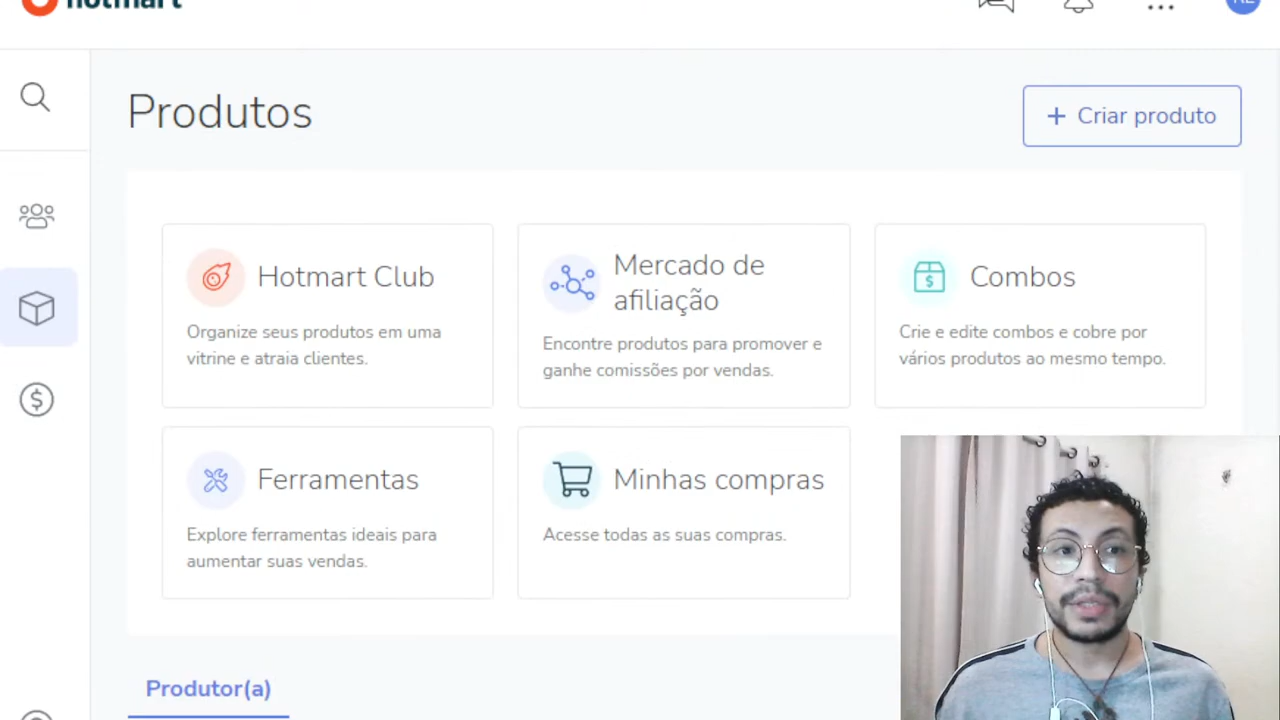 hotmart
RE
Produtos
+ Criar produto
Hotmart Club
Organize seus produtos em uma
vitrine e atraia clientes.
Mercado de
afiliação
Encontre produtos para promover e
ganhe comissões por vendas.
Combos
Crie e edite combos e cobre por
vários produtos ao mesmo tempo.
Ferramentas
Explore ferramentas ideais para
aumentar suas vendas.
Minhas compras
Acesse todas as suas compras.
Produtor(a)